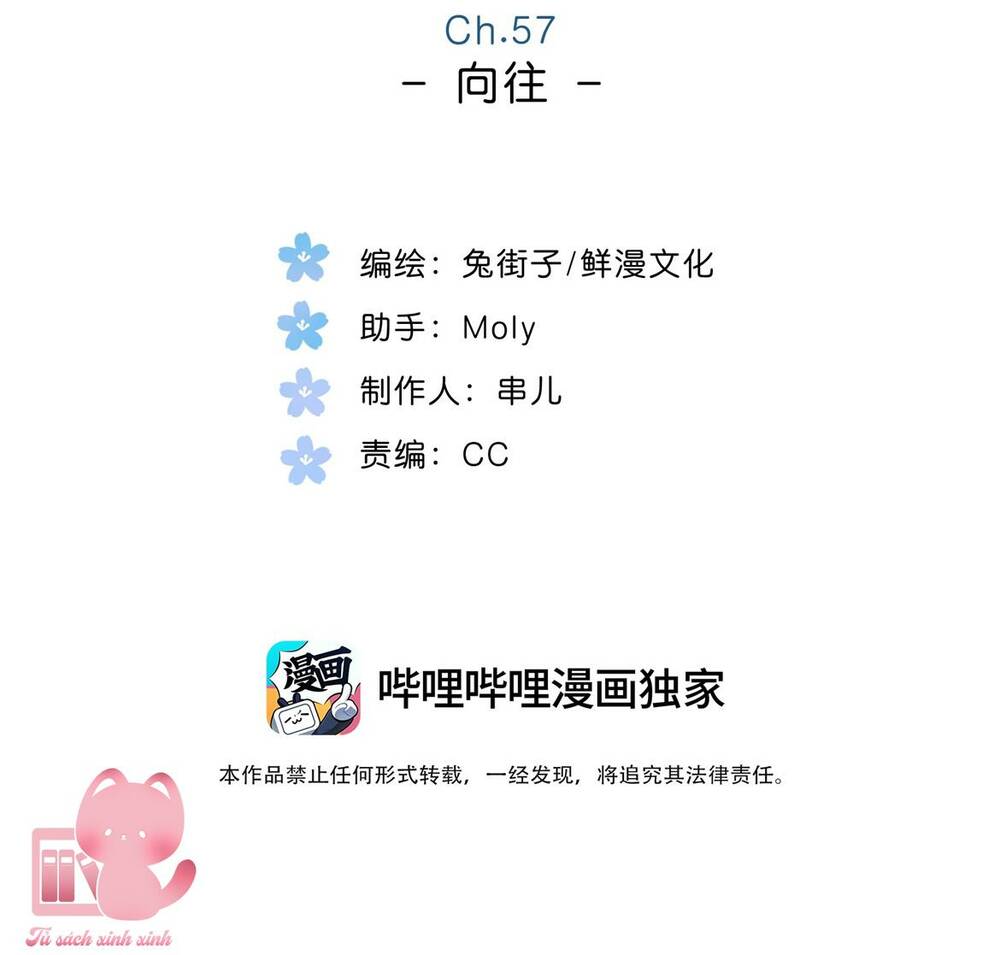 Ch.57
- 向往 -
编绘：兔街子/鲜漫文化
助手：Moly
制作人：串儿
责编：CC
漫画
哔哩哔哩漫画独家
本作品禁止任何形式转载，一经发现，将追究其法律责任。
Tủ sách xinh xinh